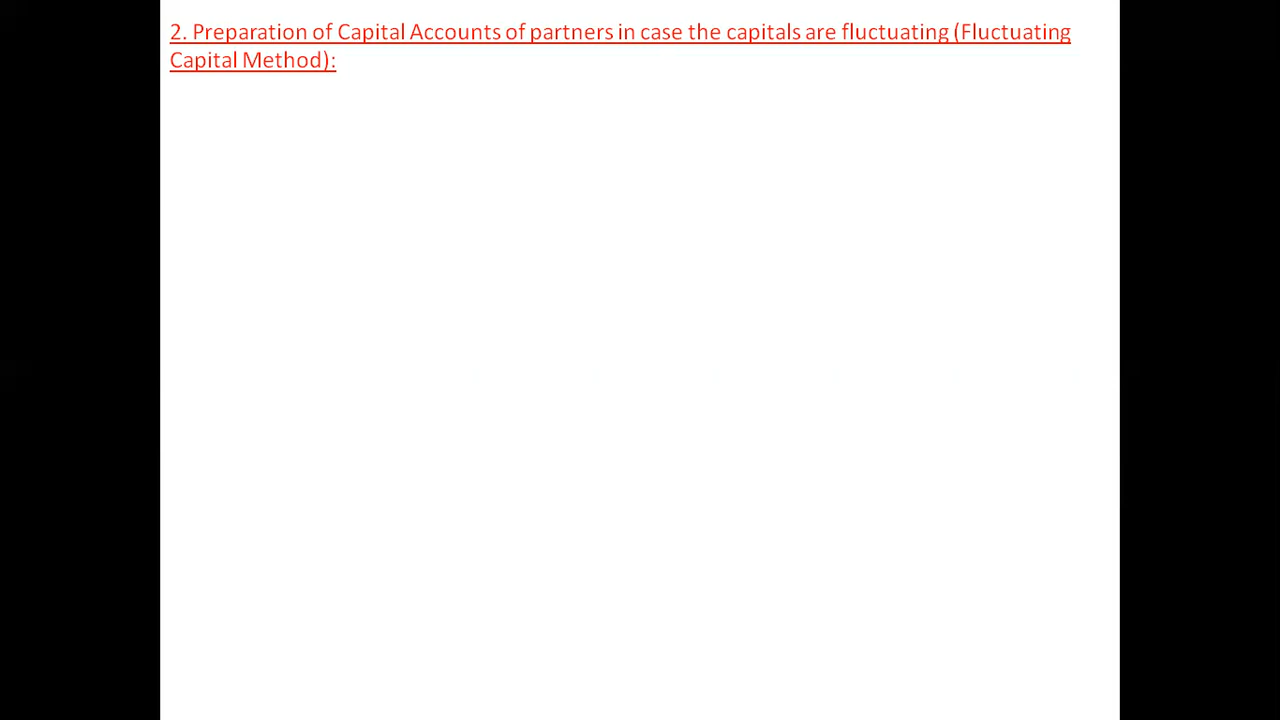 2. Preparation of Capital Accounts of partners in case the capitals are fluctuating (Fluctuating
Capital Method):